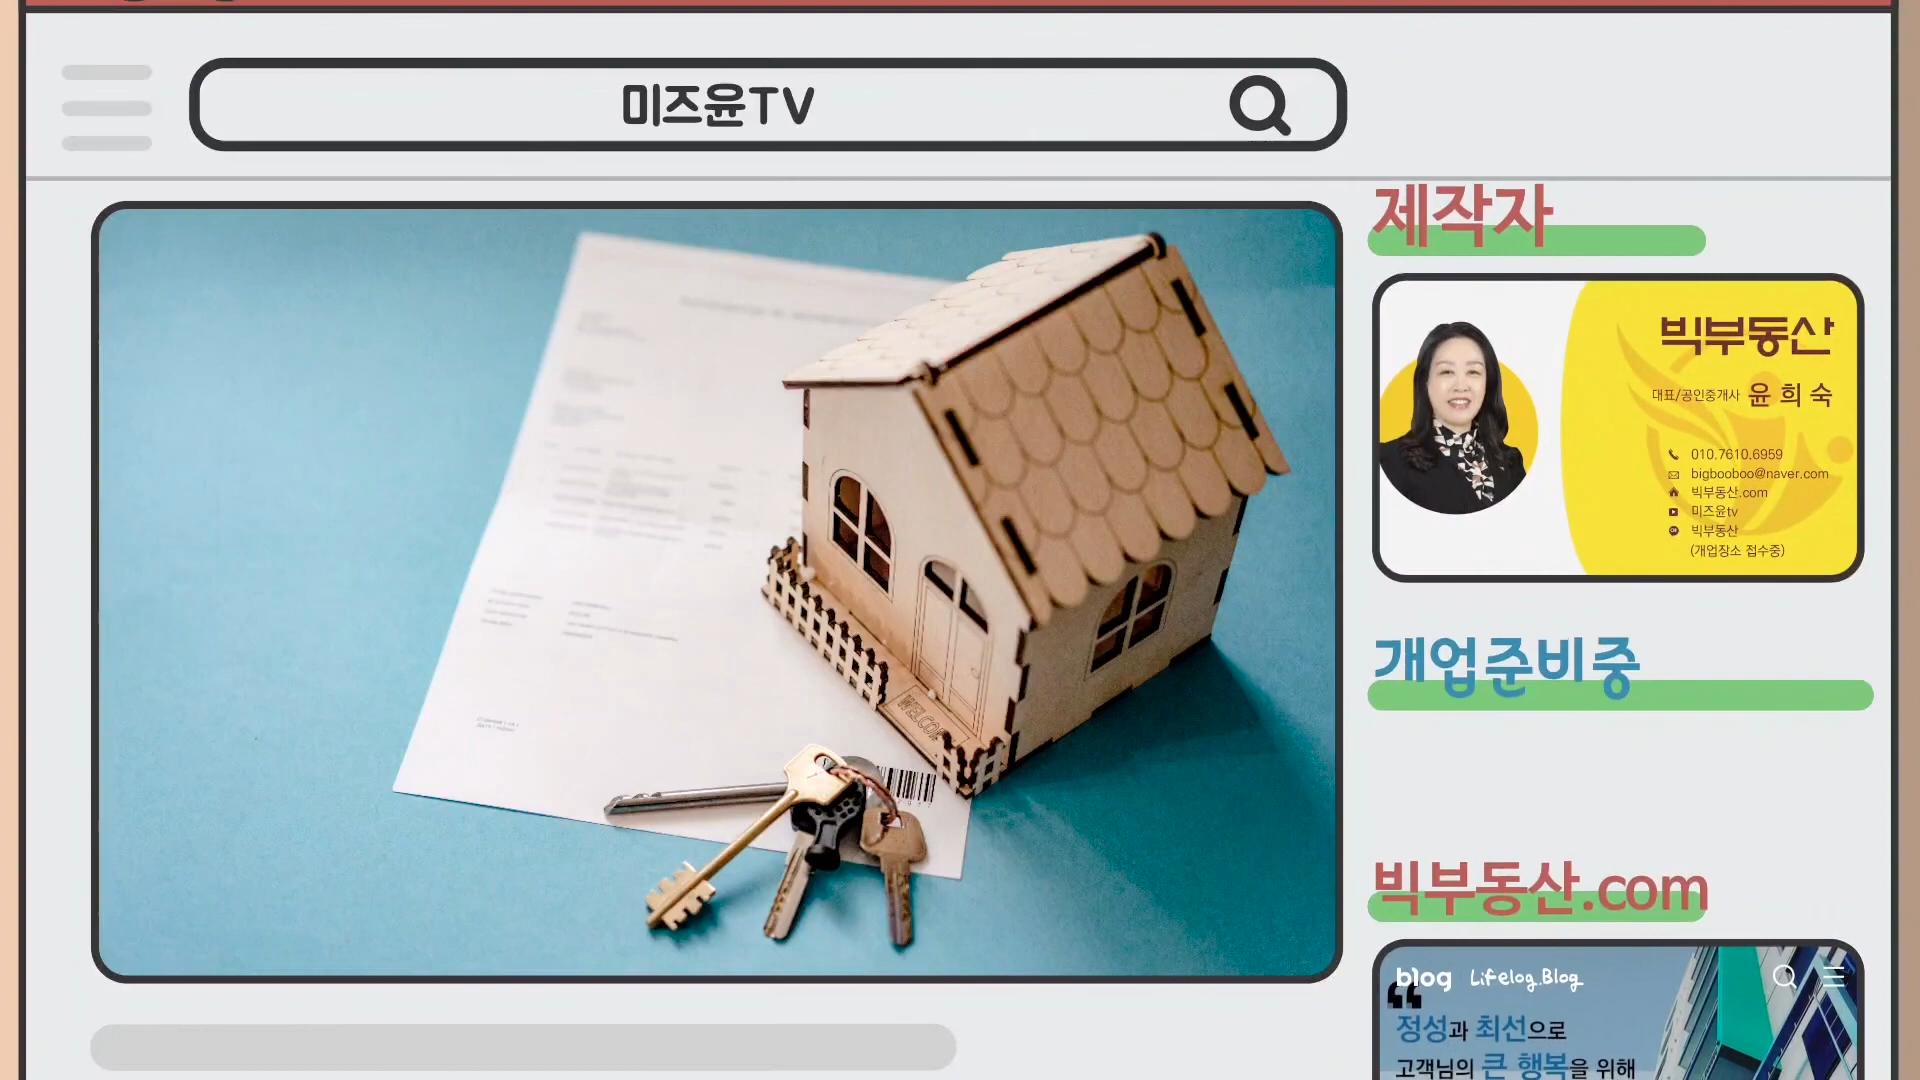 미즈윤TV
제작자
빅부동산
대표/공인중개사 윤 희 숙
010.7610.6959
bigbooboo@naver.com
빅부동산.com
미즈윤tv
빅부동산
(개업장소 접수중)
WELCOME
개업준비중
빅부동산.com
blog Lifelog.Blog
정성과 최선으로
고객님의 큰 행복을 위해